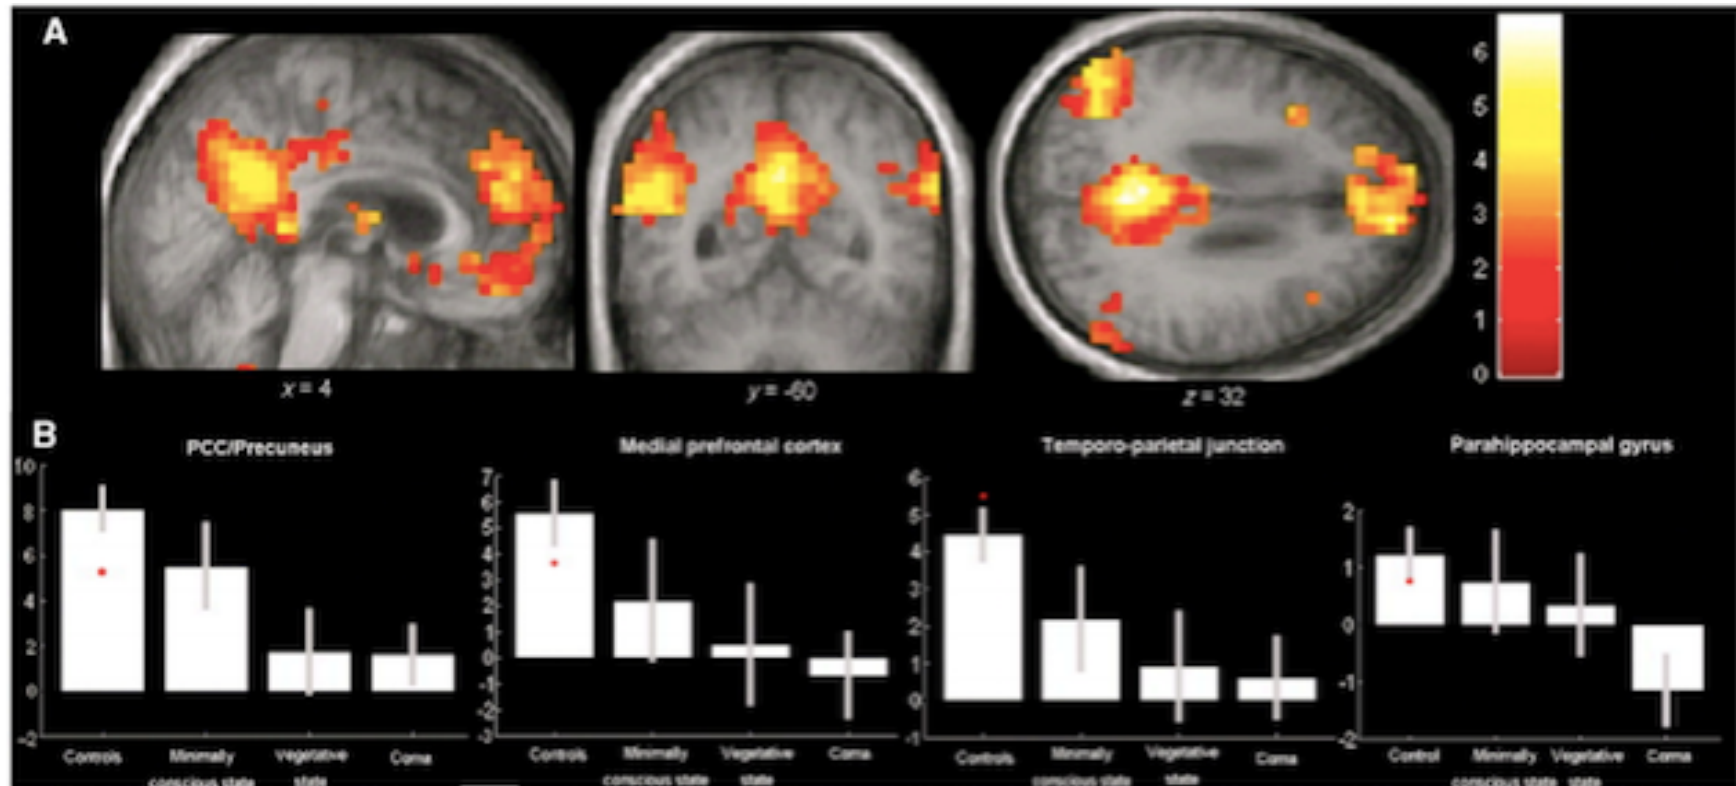 A
6
5
4
3
2
1
0
x = 4
y = -60
z = 32
B
PCC/Precuneus
10
8
6
4
2
0
-2
Controls
Minimally
conscious state
Vegetative
state
Coma
Medial prefrontal cortex
7
6
5
4
3
2
1
0
-1
-2
-3
Controls
Minimally
conscious state
Vegetative
state
Coma
Temporo-parietal junction
6
5
4
3
2
1
0
-1
Controls
Minimally
conscious state
Vegetative
state
Coma
Parahippocampal gyrus
2
1
0
-1
-2
Control
Minimally
conscious state
Vegetative
state
Coma